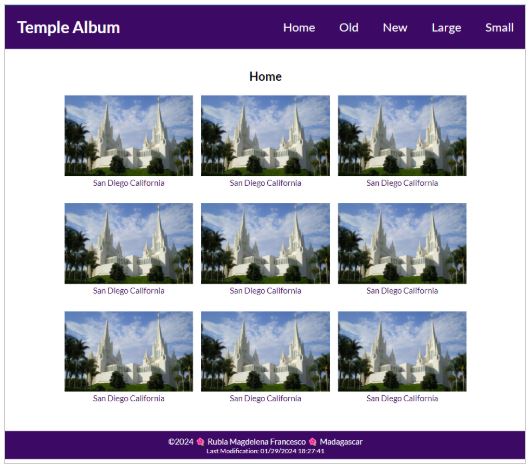 Temple Album
Home Old New Large Small
Home
San Diego California San Diego California San Diego California
San Diego California San Diego California San Diego California
San Diego California San Diego California San Diego California
©2024 🌺 Rubla Magdelena Francesco 🌺 Madagascar
Last Modification: 01/29/2024 18:27:41